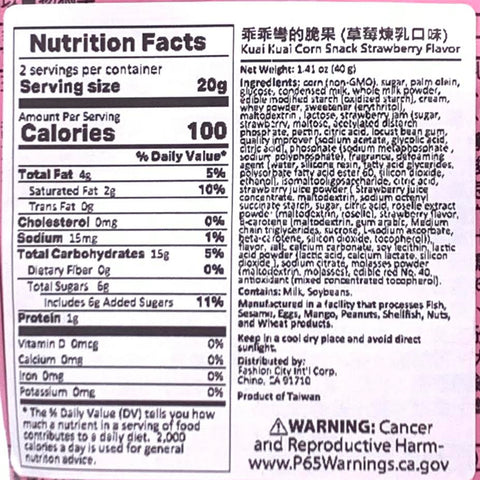 Nutrition Facts
2 servings per container
Serving size 20g
Amount Per Serving
Calories 100
% Daily Value*
Total Fat 4g 5%
Saturated Fat 2g 10%
Trans Fat 0g
Cholesterol 0mg 0%
Sodium 15mg 1%
Total Carbohydrates 15g 5%
Dietary Fiber 0g 0%
Total Sugars 6g
Includes 6g Added Sugars 11%
Protein 1g
Vitamin D 0mcg 0%
Calcium 0mg 0%
Iron 0mg 0%
Potassium 0mg 0%
* The % Daily Value (DV) tells you how
much a nutrient in a serving of food
contributes to a daily diet. 2,000
calories a day is used for general
nutrition advice.
乖乖彎的脆果 (草莓煉乳口味)
Kuai Kuai Corn Snack Strawberry Flavor
Net Weight: 1.41 oz (40 g)
Ingredients: corn (non-GMO), sugar, palm olein,
glucose, condensed milk, whole milk powder,
edible modified starch (oxidized starch), cream,
whey powder, sweetener (erythritol),
maltodextrin, lactose, strawberry jam (sugar,
strawberry, maltose, acetylated distarch
phosphate, pectin, citric acid, locust bean gum,
quality improver (sodium acetate, glycolic acid,
citric acid), phosphate (sodium metaphosphate,
sodium polyphosphate), fragrance, defoaming
agent (water, silicone resin, fatty acid glycerides,
polysorbate fatty acid ester 60, silicon dioxide,
ethanol), isomaltooligosaccharide, citric acid,
strawberry juice powder (Strawberry juice
concentrate, maltodextrin, sodium octenyl
succinate starch, sugar, citric acid, roselle extract
powder (maltodextrin, roselle), strawberry flavor,
B-carotene (maltodextrin, gum arabic, Medium
chain triglycerides, sucrose, L-sodium ascorbate,
beta-carotene, silicon dioxide, tocopherol)),
flavor, salt, calcium carbonate, soy lecithin, lactic
acid powder (lactic acid, calcium lactate, silicon
dioxide), sodium citrate, molasses powder
(maltodextrin, molasses), edible red No. 40,
antioxidant (mixed concentrated tocopherol).
Contains: Milk, Soybeans.
Manufactured in a facility that processes Fish,
Sesame, Eggs, Mango, Peanuts, Shellfish, Nuts,
and Wheat products.
Keep in a cool dry place and avoid direct
sunlight.
Distributed by:
Fashion City Int'l Corp.
Chino, CA 91710
Product of Taiwan
WARNING: Cancer
and Reproductive Harm-
www.P65Warnings.ca.gov